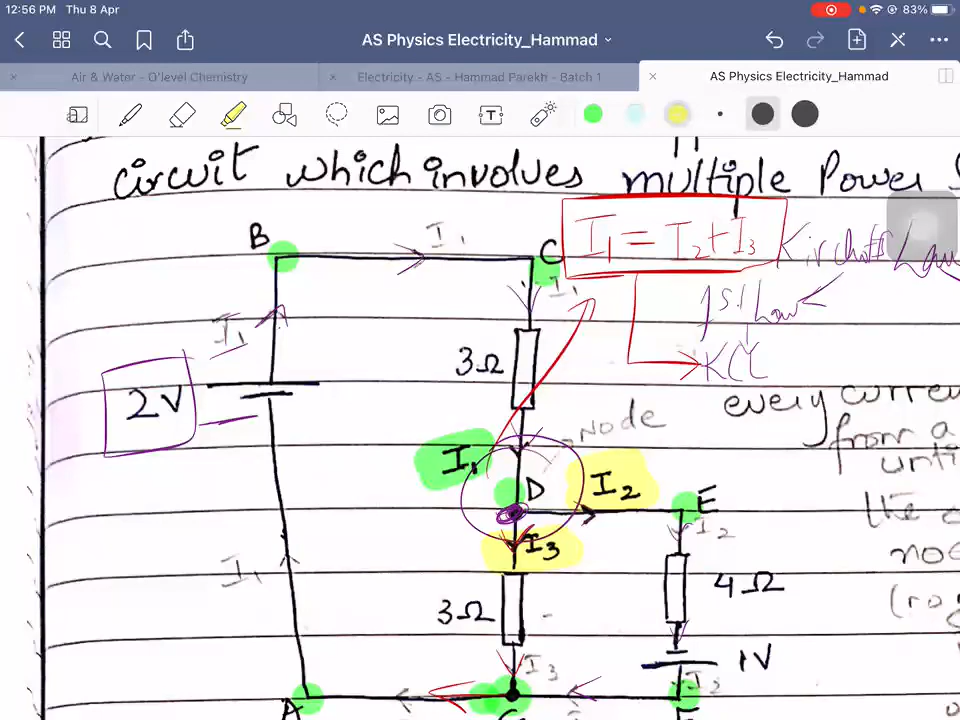 12:56 PM Thu 8 Apr
83%
AS Physics Electricity_Hammad
Air & Water - O'level Chemistry
Electricity - AS - Hammad Parekh - Batch 1
AS Physics Electricity_Hammad
circuit which involves multiple Power
B
I₁
C
I₁ = I₂ + I₃
I₁
I₁
1st Law
3Ω
KCL
2V
every
Node
from a
I₁
I₂
D
E
I₃
I₂
I₁
4Ω
3Ω
1V
I₃
I₂
A